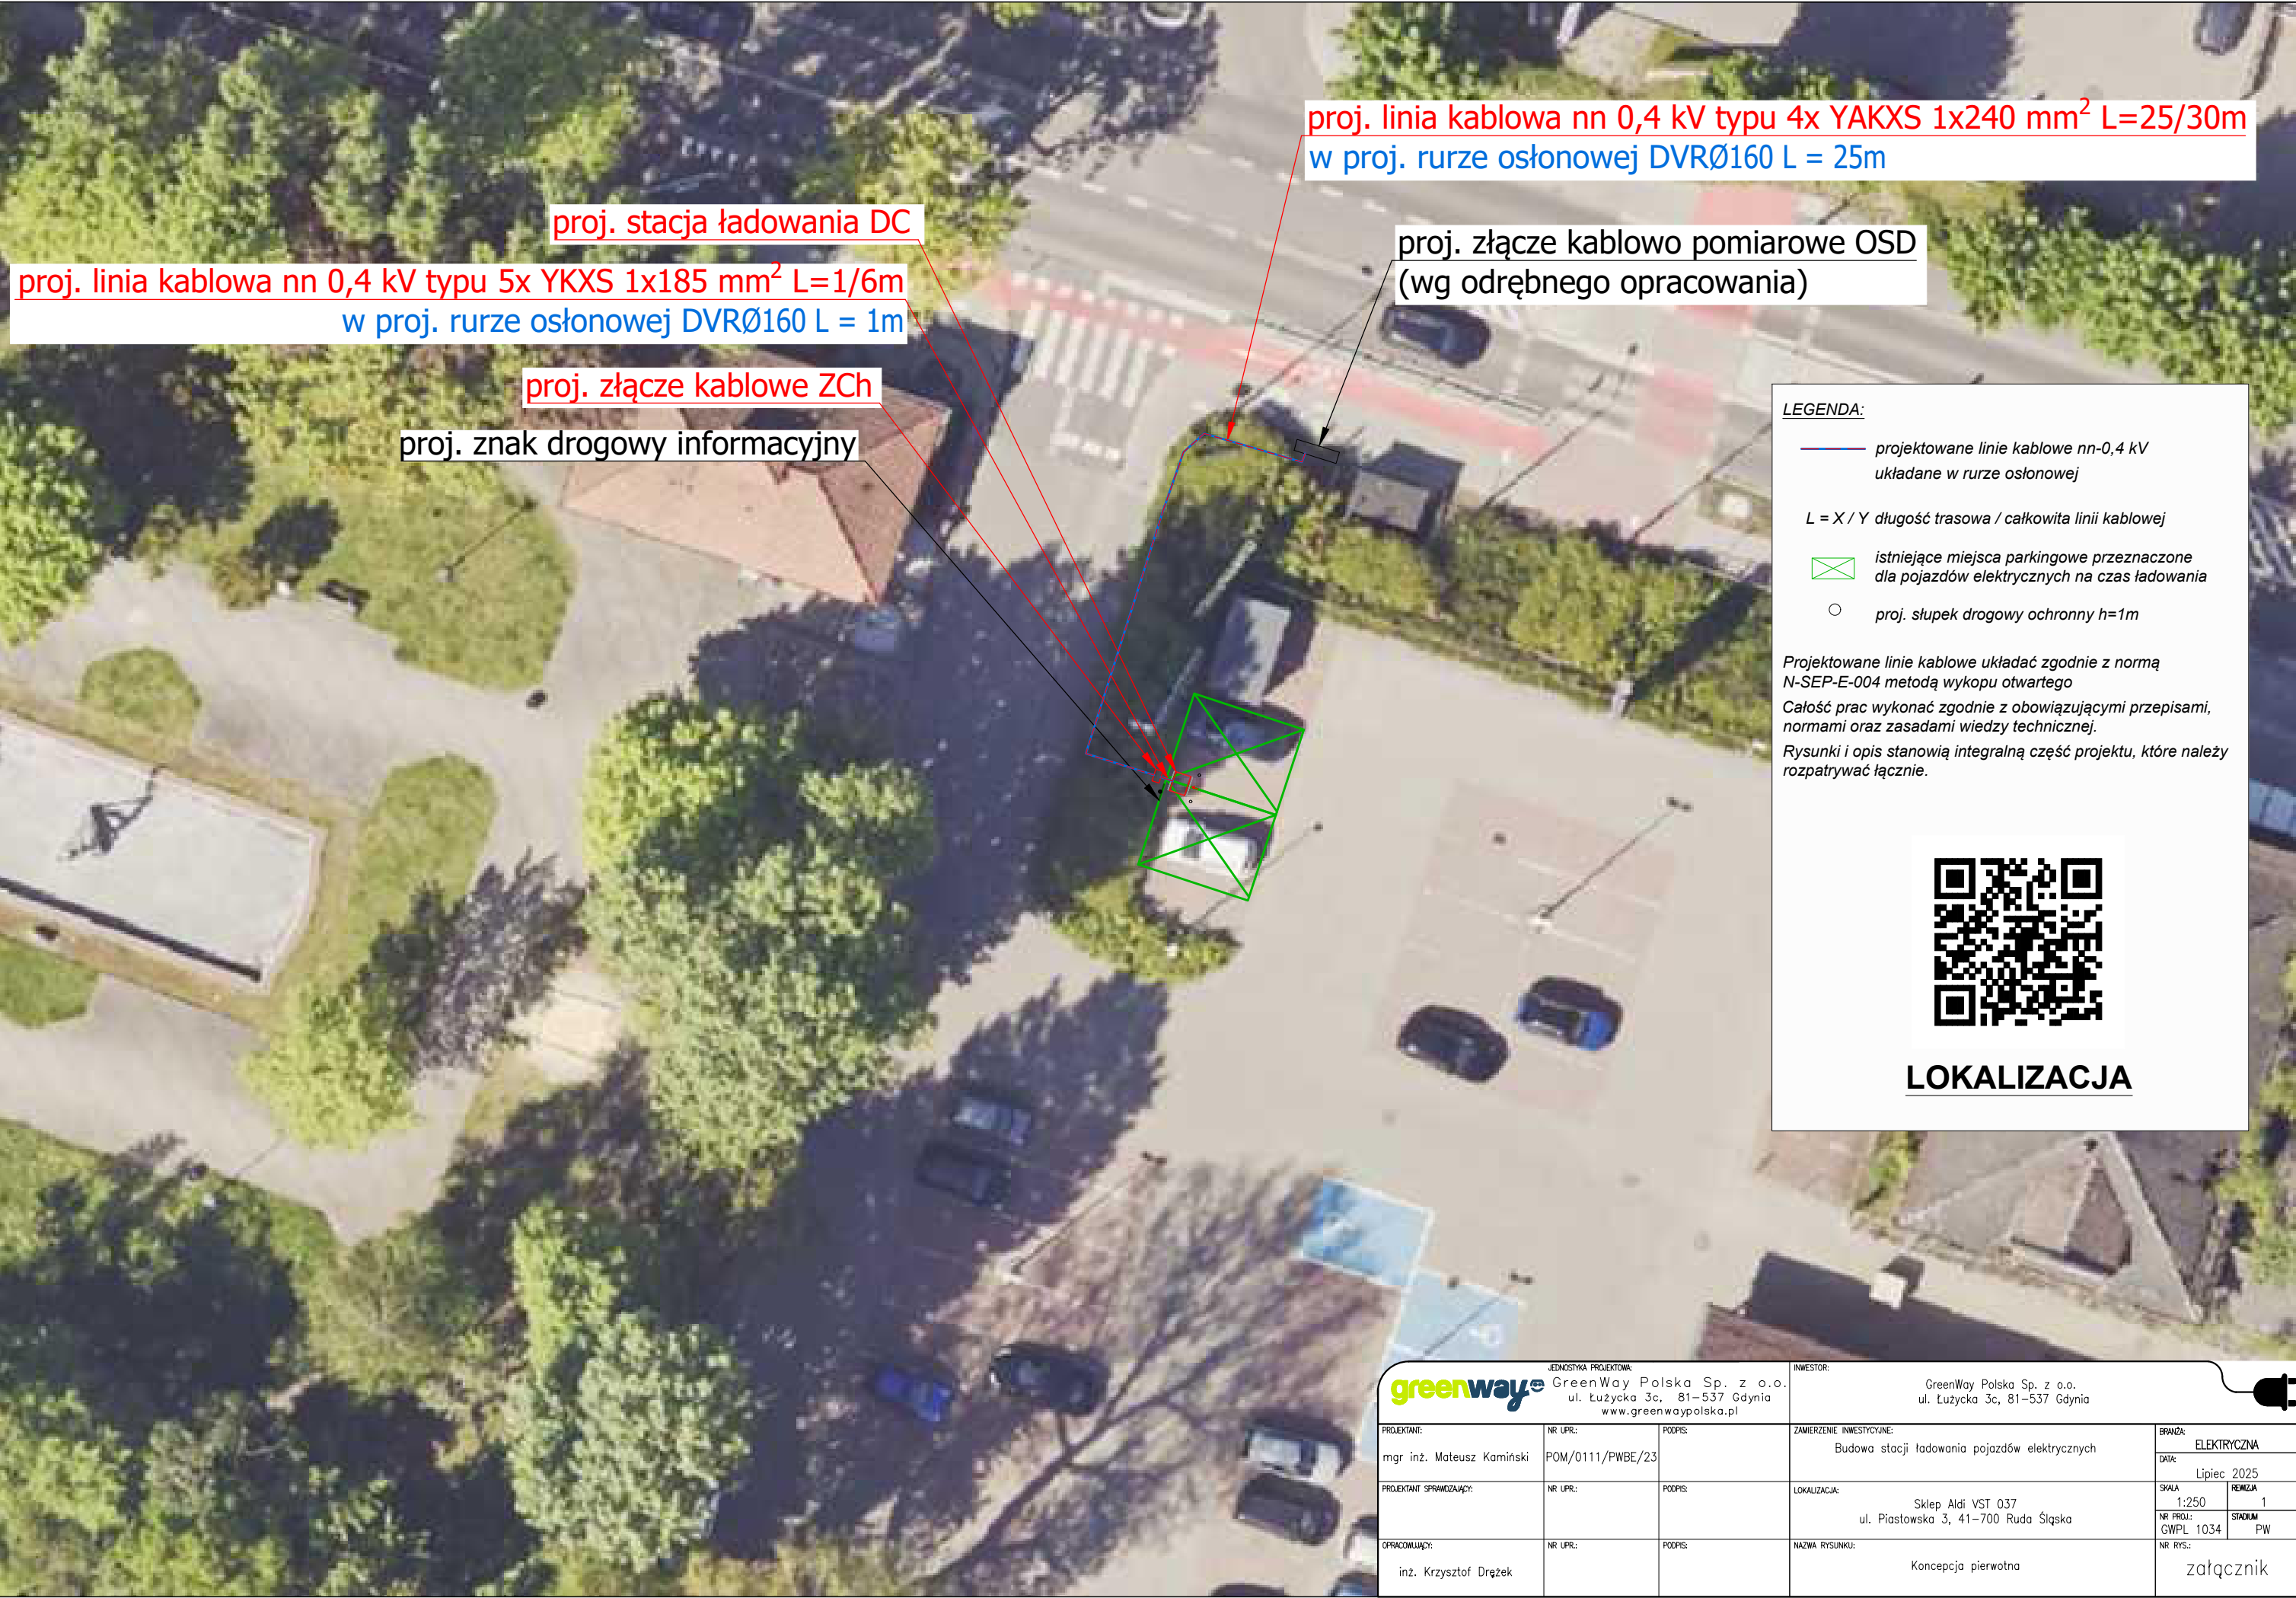 proj. linia kablowa nn 0,4 kV typu 4x YAKXS 1x240 mm² L=25/30m
w proj. rurze osłonowej DVRØ160 L = 25m
proj. stacja ładowania DC
proj. złącze kablowo pomiarowe OSD
(wg odrębnego opracowania)
proj. linia kablowa nn 0,4 kV typu 5x YKXS 1x185 mm² L=1/6m
w proj. rurze osłonowej DVRØ160 L = 1m
proj. złącze kablowe ZCh
proj. znak drogowy informacyjny
LEGENDA:
projektowane linie kablowe nn-0,4 kV
układane w rurze osłonowej
L = X / Y długość trasowa / całkowita linii kablowej
istniejące miejsca parkingowe przeznaczone
dla pojazdów elektrycznych na czas ładowania
proj. słupek drogowy ochronny h=1m
Projektowane linie kablowe układać zgodnie z normą
N-SEP-E-004 metodą wykopu otwartego
Całość prac wykonać zgodnie z obowiązującymi przepisami,
normami oraz zasadami wiedzy technicznej.
Rysunki i opis stanowią integralną część projektu, które należy
rozpatrywać łącznie.
LOKALIZACJA
greenway
JEDNOSTYKA PROJEKTOWA:
GreenWay Polska Sp. z o.o.
ul. Łużycka 3c, 81-537 Gdynia
www.greenwaypolska.pl
INWESTOR:
GreenWay Polska Sp. z o.o.
ul. Łużycka 3c, 81-537 Gdynia
PROJEKTANT:
mgr inż. Mateusz Kamiński
NR UPR.:
POM/0111/PWBE/23
PODPIS:
ZAMIERZENIE INWESTYCYJNE:
Budowa stacji ładowania pojazdów elektrycznych
BRANŻA:
ELEKTRYCZNA
DATA:
Lipiec 2025
PROJEKTANT SPRAWDZAJĄCY:
NR UPR.:
PODPIS:
LOKALIZACJA:
Sklep Aldi VST 037
ul. Piastowska 3, 41-700 Ruda Śląska
SKALA
1:250
REWIZJA
1
NR PROJ.:
GWPL 1034
STADIUM
PW
OPRACOWUJĄCY:
inż. Krzysztof Drężek
NR UPR.:
PODPIS:
NAZWA RYSUNKU:
Koncepcja pierwotna
NR RYS.:
załącznik